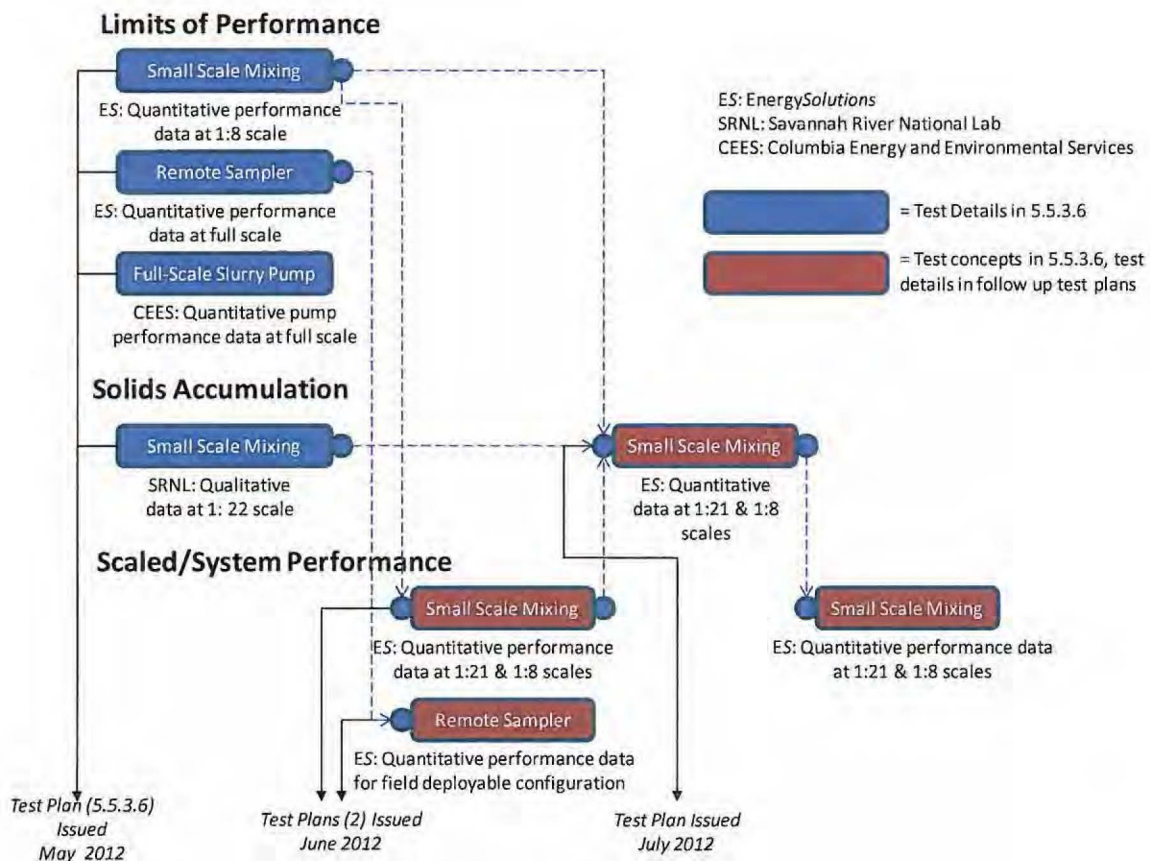 Limits of Performance
Small Scale Mixing
ES: Quantitative performance
data at 1:8 scale
Remote Sampler
ES: Quantitative performance
data at full scale
Full-Scale Slurry Pump
CEES: Quantitative pump
performance data at full scale
ES: EnergySolutions
SRNL: Savannah River National Lab
CEES: Columbia Energy and Environmental Services
= Test Details in 5.5.3.6
= Test concepts in 5.5.3.6, test
details in follow up test plans
Solids Accumulation
Small Scale Mixing
SRNL: Qualitative
data at 1: 22 scale
Small Scale Mixing
ES: Quantitative
data at 1:21 & 1:8
scales
Scaled/System Performance
Small Scale Mixing
ES: Quantitative performance
data at 1:21 & 1:8 scales
Small Scale Mixing
ES: Quantitative performance data
at 1:21 & 1:8 scales
Remote Sampler
ES: Quantitative performance data
for field deployable configuration
Test Plan (5.5.3.6)
Issued
May 2012
Test Plans (2) Issued
June 2012
Test Plan Issued
July 2012